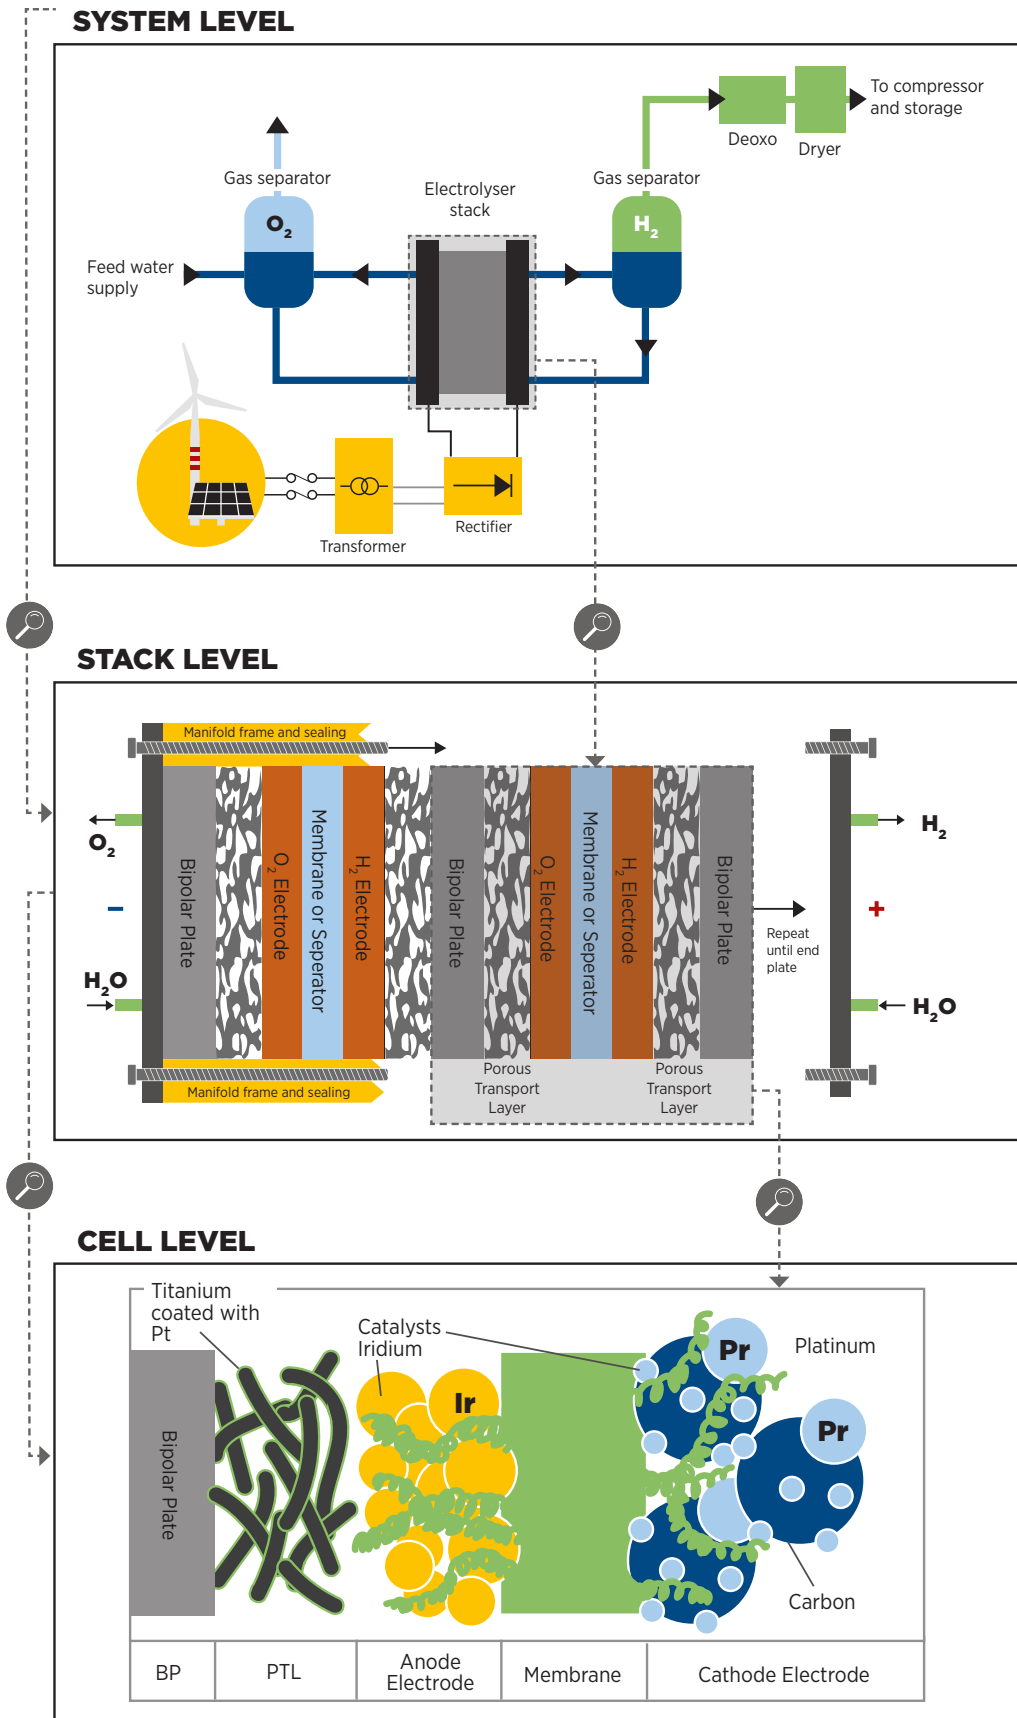 SYSTEM LEVEL
To compressor
and storage
Deoxo
Dryer
Gas separator
Electrolyser
stack
Gas separator
O₂
H₂
Feed water
supply
Transformer
Rectifier
STACK LEVEL
Manifold frame and sealing
O₂
−
H₂O
Bipolar Plate
O₂ Electrode
Membrane or Seperator
H₂ Electrode
Bipolar Plate
O₂ Electrode
Membrane or Seperator
H₂ Electrode
Bipolar Plate
Repeat
until end
plate
H₂
+
H₂O
Porous
Transport
Layer
Porous
Transport
Layer
Manifold frame and sealing
CELL LEVEL
Titanium
coated with
Pt
Catalysts
Iridium
Ir
Pr
Platinum
Pr
Bipolar Plate
Carbon
BP
PTL
Anode
Electrode
Membrane
Cathode Electrode